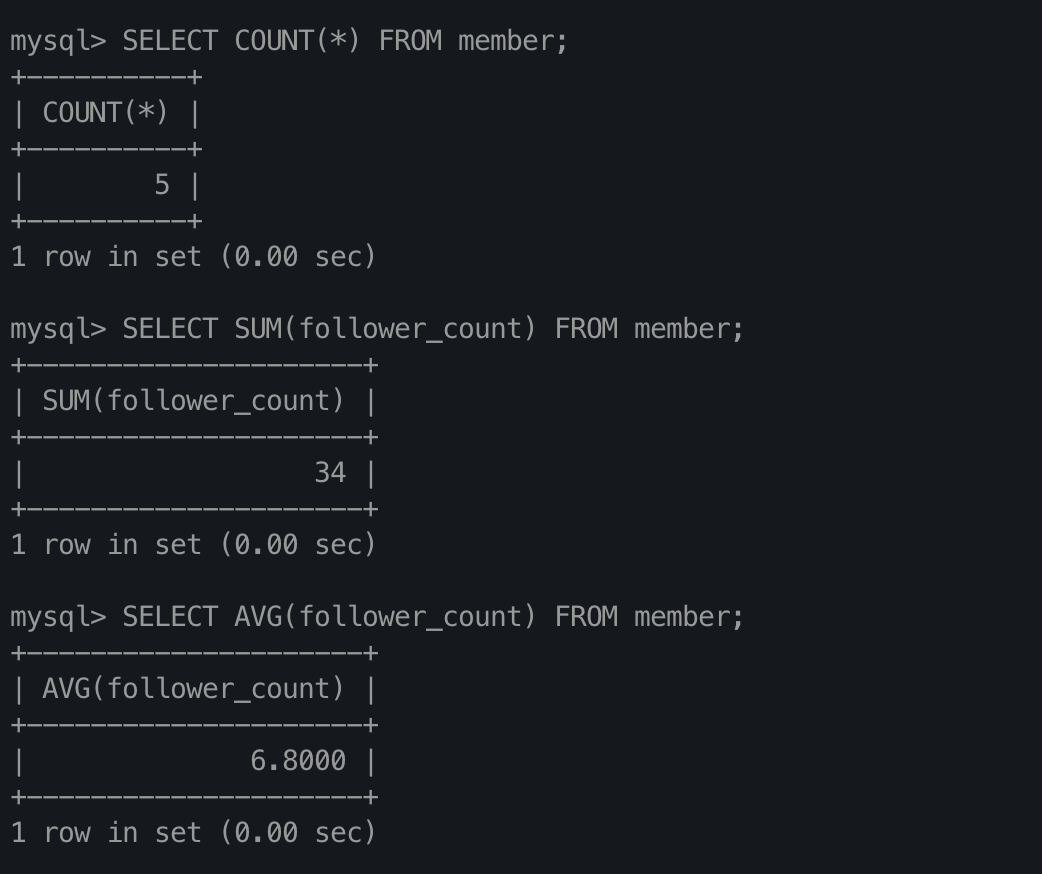 mysql> SELECT COUNT(*) FROM member;
+----------+
| COUNT(*) |
+----------+
|        5 |
+----------+
1 row in set (0.00 sec)

mysql> SELECT SUM(follower_count) FROM member;
+---------------------+
| SUM(follower_count) |
+---------------------+
|                  34 |
+---------------------+
1 row in set (0.00 sec)

mysql> SELECT AVG(follower_count) FROM member;
+---------------------+
| AVG(follower_count) |
+---------------------+
|              6.8000 |
+---------------------+
1 row in set (0.00 sec)